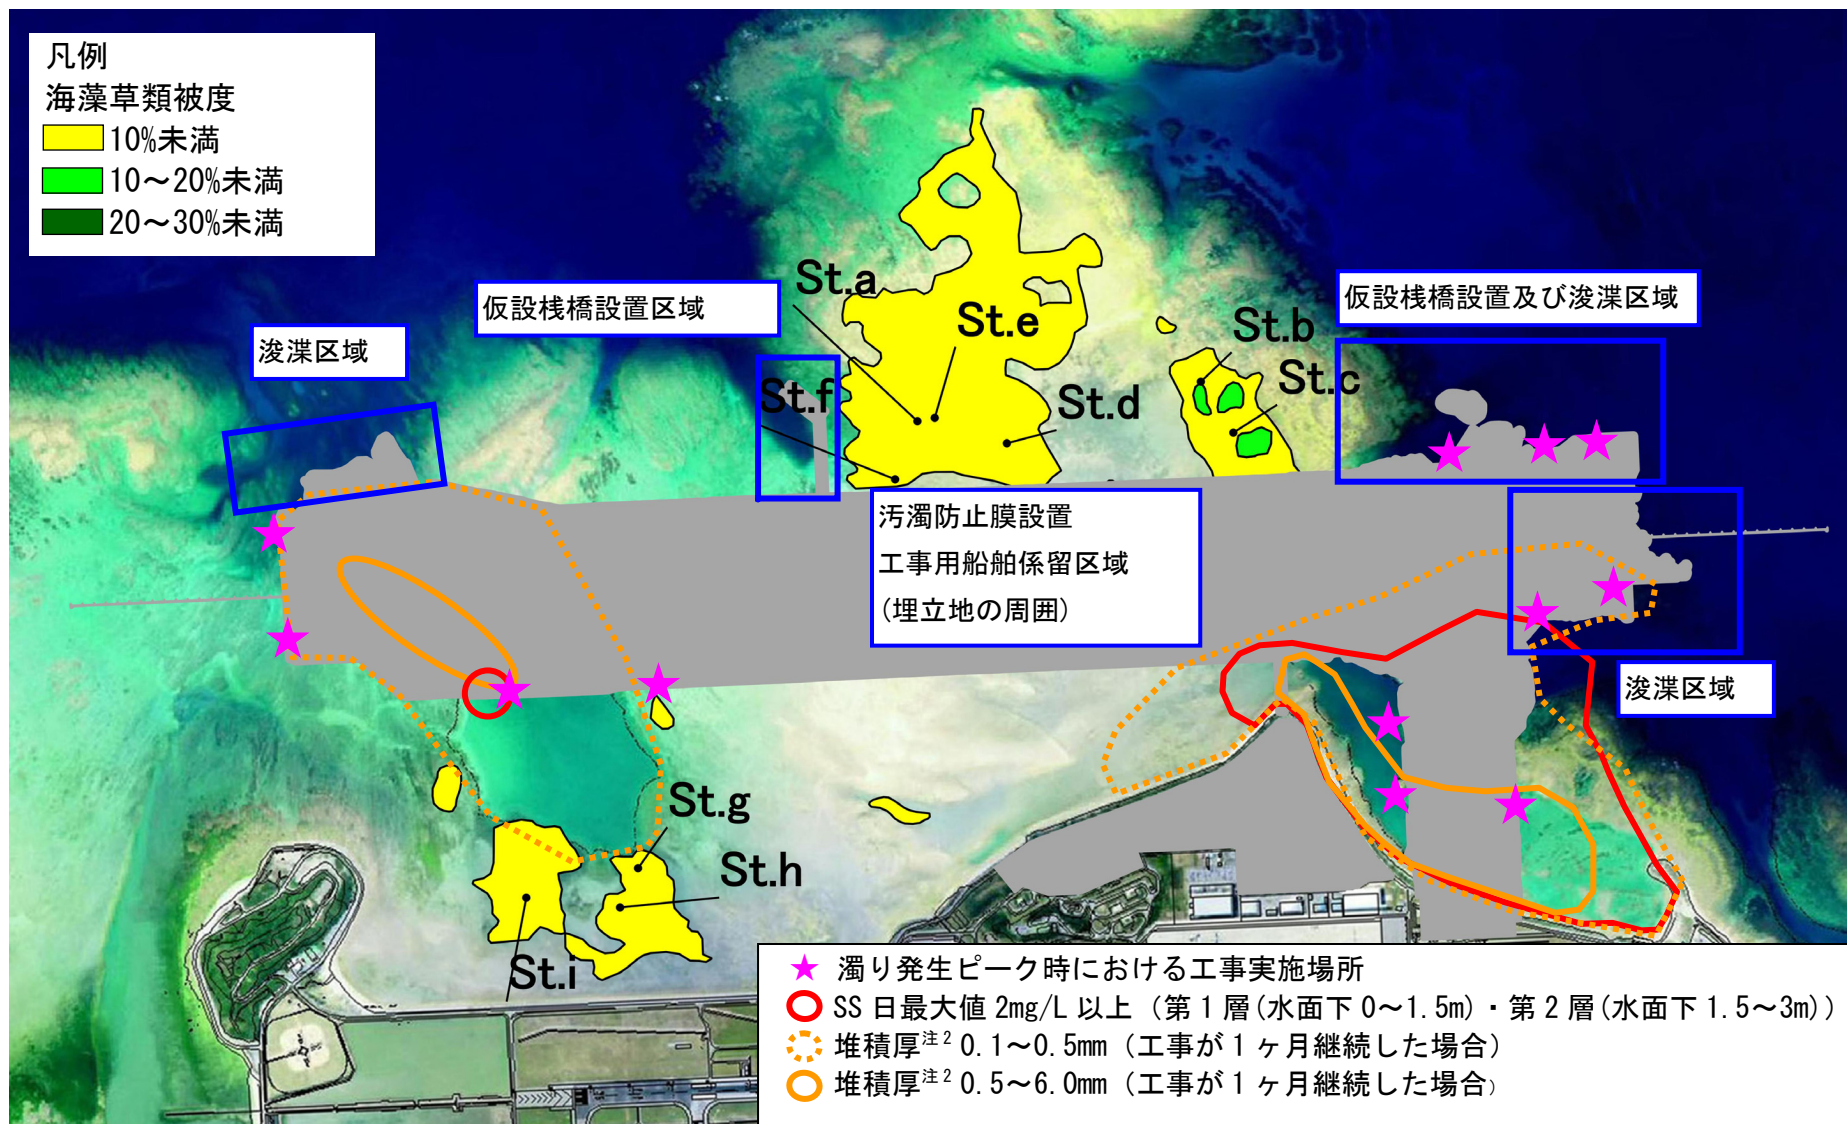 凡例
海藻草類被度
10%未満
10～20%未満
20～30%未満
St.a
St.e
St.b
St.c
St.d
St.f
仮設桟橋設置区域
浚渫区域
仮設桟橋設置及び浚渫区域
汚濁防止膜設置
工事用船舶係留区域
(埋立地の周囲)
浚渫区域
St.g
St.h
St.i
★ 濁り発生ピーク時における工事実施場所
SS 日最大値 2mg/L 以上 (第 1 層(水面下 0～1.5m)・第 2 層(水面下 1.5～3m))
堆積厚注2 0.1～0.5mm (工事が 1 ヶ月継続した場合)
堆積厚注2 0.5～6.0mm (工事が 1 ヶ月継続した場合)